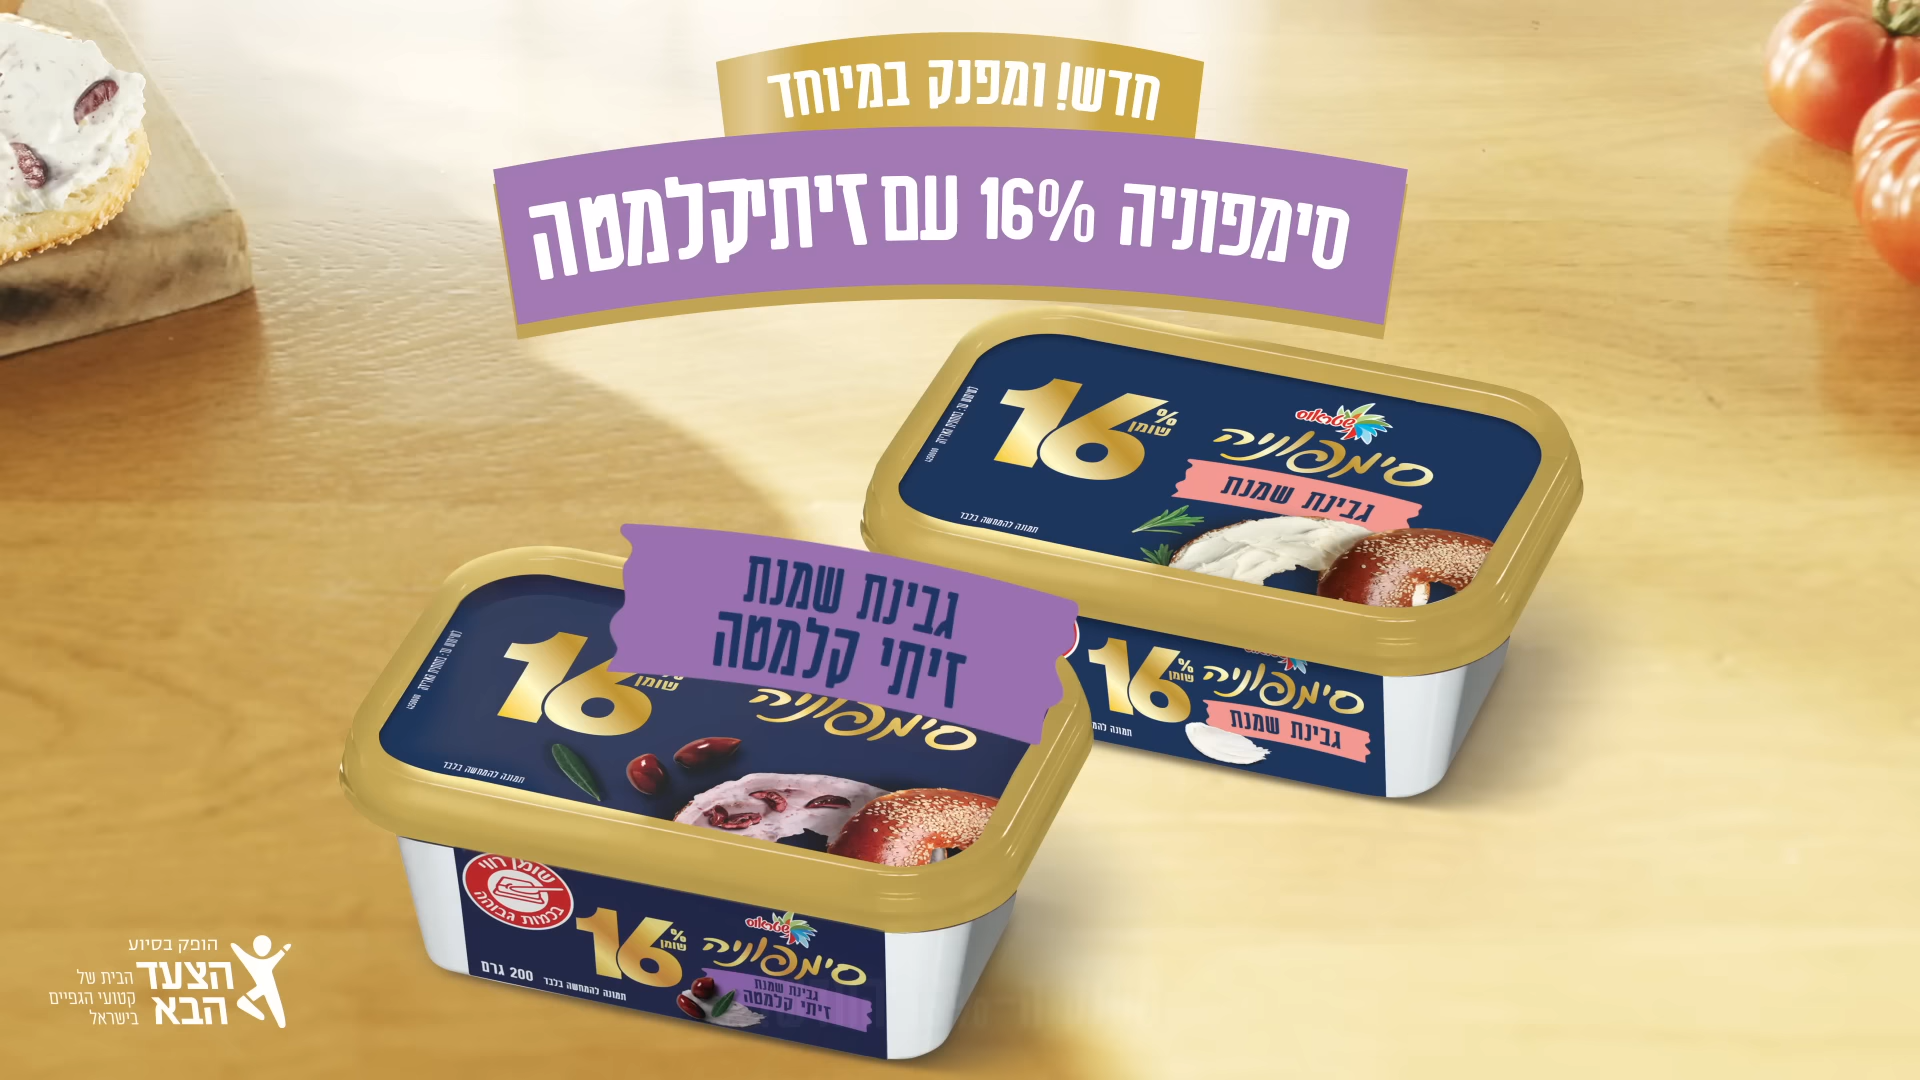 חדש! ומפנק במיוחד
סימפוניה 16% עם זיתיקלמטה
שטראוס
סימפוניה
גבינת שמנת
16%
שומן
תמונה להמחשה בלבד
סימפוניה
גבינת שמנת
16%
שומן
גבינת שמנת
זיתי קלמטה
16
שומן
סימפוניה
תמונה להמחשה בלבד
שומן רווי
בכמות גבוהה
שטראוס
סימפוניה
גבינת שמנת
זיתי קלמטה
16%
שומן
תמונה להמחשה בלבד
200 גרם
הופק בסיוע
הצעד
הבא
הבית של
קטועי הגפיים
בישראל